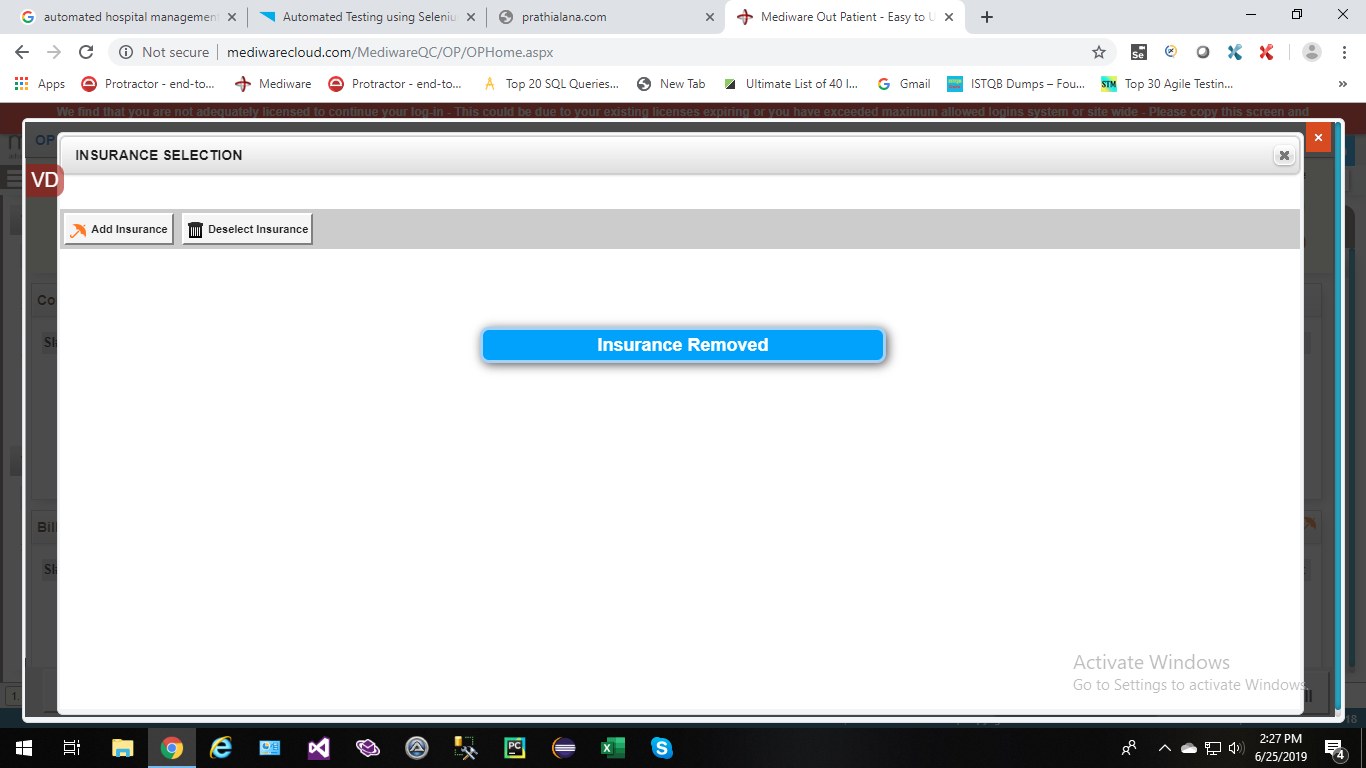 automated hospital management
Automated Testing using Seleniu
prathialana.com
Mediware Out Patient - Easy to U
Not secure
mediwarecloud.com/MediwareQC/OP/OPHome.aspx
Apps
Protractor - end-to...
Mediware
Protractor - end-to...
Top 20 SQL Queries...
New Tab
Ultimate List of 40 I...
Gmail
ISTQB Dumps – Fou...
Top 30 Agile Testin...
We find that you are not adequately licensed to continue your log-in - This could be due to your existing licenses expiring or you have exceeded maximum allowed logins system or site wide - Please copy this screen and
OP
INSURANCE SELECTION
VD
Add Insurance
Deselect Insurance
Co
Insurance Removed
Bil
Activate Windows
Go to Settings to activate Windows.
2:27 PM
6/25/2019
4